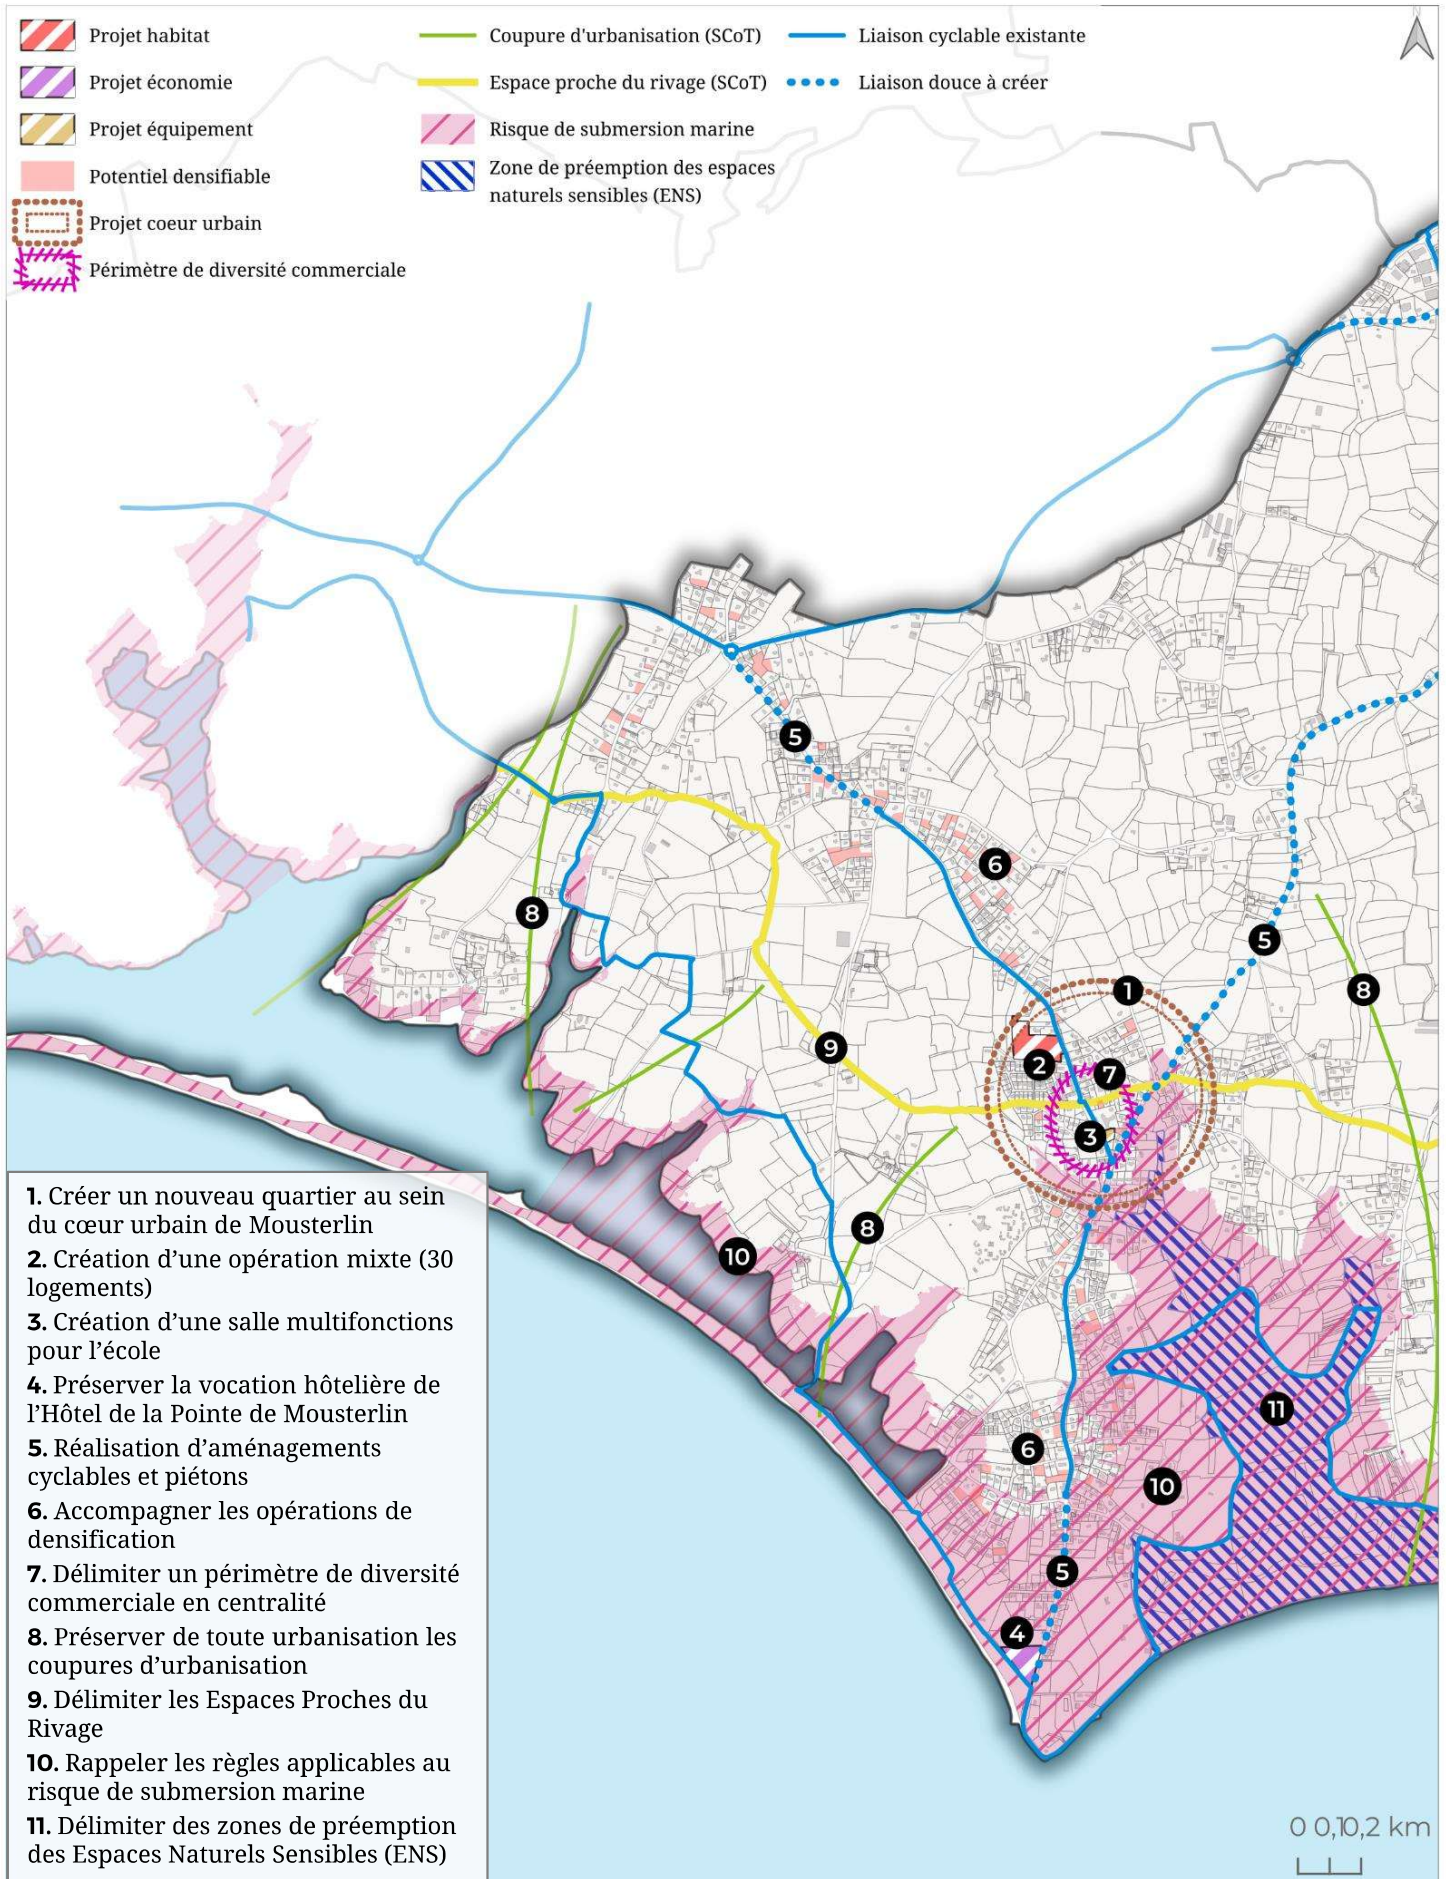 Projet habitat
Projet économie
Projet équipement
Potentiel densifiable
Projet coeur urbain
Périmètre de diversité commerciale
Coupure d'urbanisation (SCoT)
Espace proche du rivage (SCoT)
Risque de submersion marine
Zone de préemption des espaces
naturels sensibles (ENS)
Liaison cyclable existante
Liaison douce à créer
N
5
6
5
8
8
1
2
7
9
3
8
10
11
6
10
5
4
1. Créer un nouveau quartier au sein
du cœur urbain de Mousterlin
2. Création d’une opération mixte (30
logements)
3. Création d’une salle multifonctions
pour l’école
4. Préserver la vocation hôtelière de
l’Hôtel de la Pointe de Mousterlin
5. Réalisation d’aménagements
cyclables et piétons
6. Accompagner les opérations de
densification
7. Délimiter un périmètre de diversité
commerciale en centralité
8. Préserver de toute urbanisation les
coupures d’urbanisation
9. Délimiter les Espaces Proches du
Rivage
10. Rappeler les règles applicables au
risque de submersion marine
11. Délimiter des zones de préemption
des Espaces Naturels Sensibles (ENS)
0 0,10,2 km